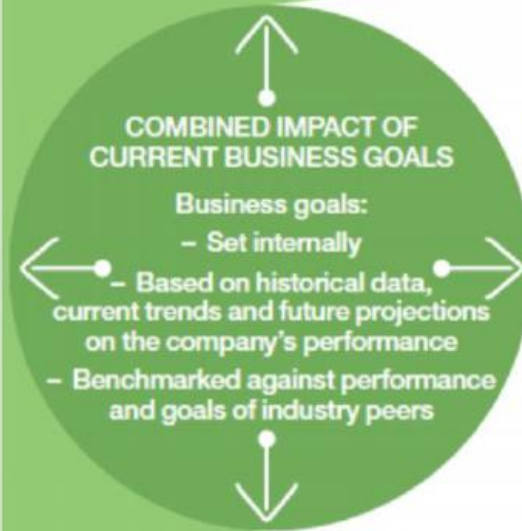 COMBINED IMPACT OF
CURRENT BUSINESS GOALS
Business goals:
– Set internally
– Based on historical data,
current trends and future projections
on the company's performance
– Benchmarked against performance
and goals of industry peers